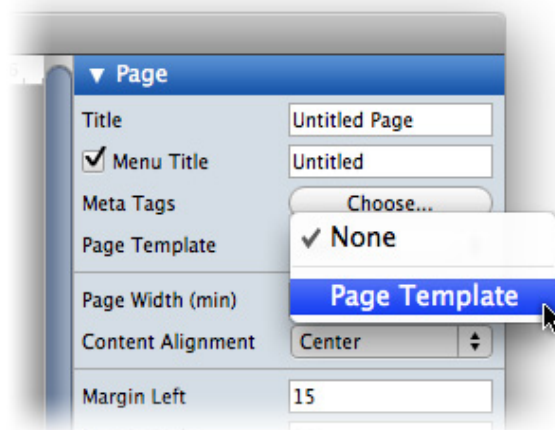 ▼ Page
Title Untitled Page
Menu Title Untitled
Meta Tags Choose...
Page Template ✓ None
Page Template
Page Width (min)
Content Alignment Center
Margin Left 15